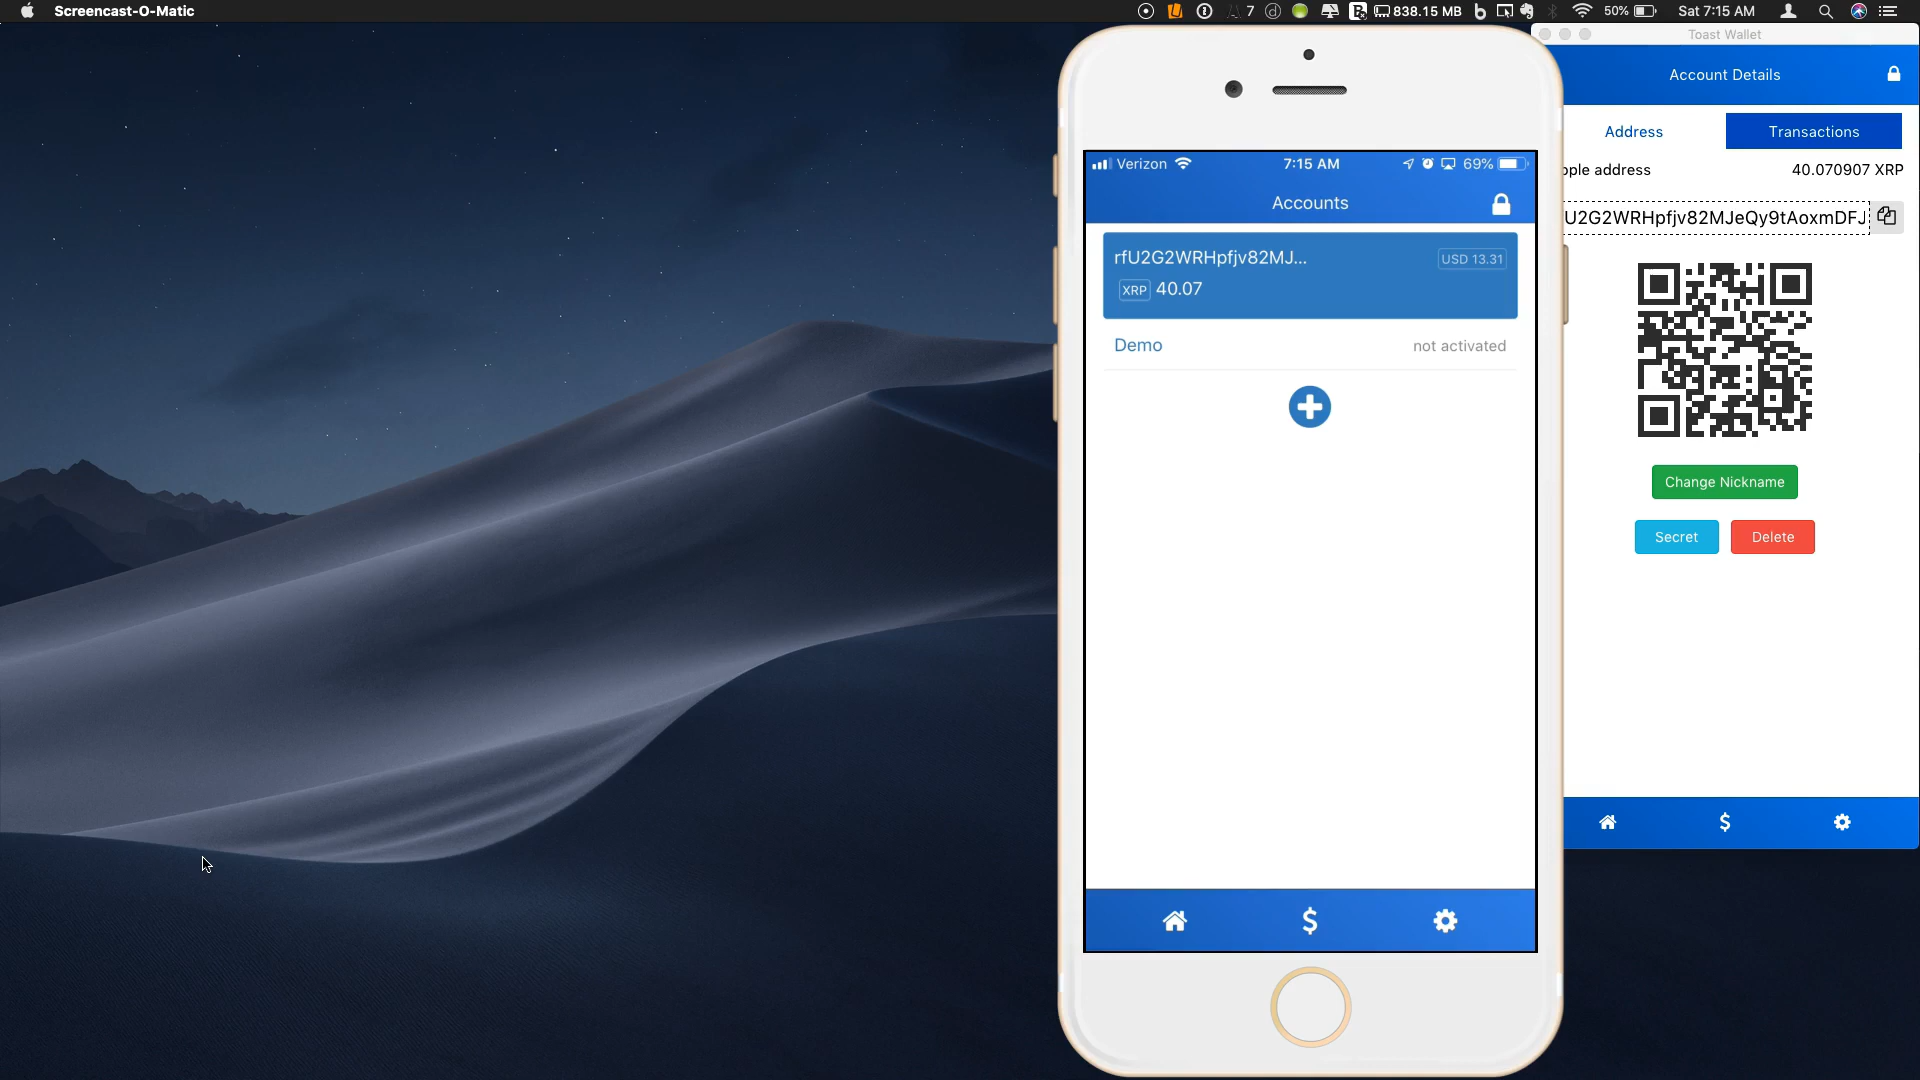 Screencast-O-Matic
7
838.15 MB
50%
Sat 7:15 AM
Toast Wallet
Account Details
Address
Transactions
ple address
40.070907 XRP
U2G2WRHpfjv82MJeQy9tAoxmDFJ
Change Nickname
Secret
Delete
$
Verizon
7:15 AM
69%
Accounts
rfU2G2WRHpfjv82MJ...
USD 13.31
XRP 40.07
Demo
not activated
$